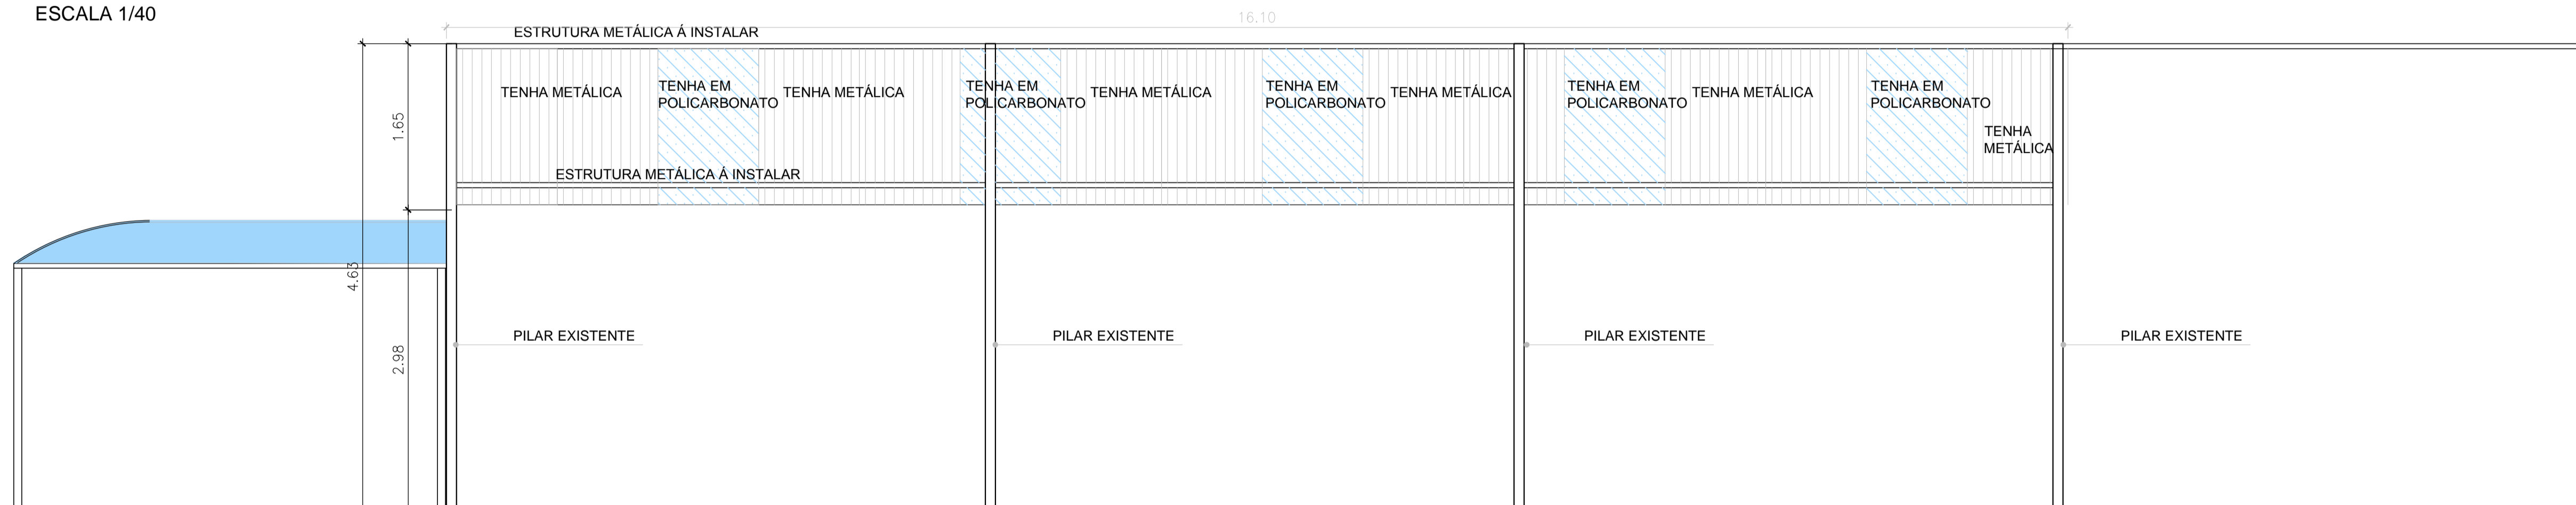 ESCALA 1/40
16.10
ESTRUTURA METÁLICA Á INSTALAR
TENHA METÁLICA
TENHA EM
POLICARBONATO
TENHA METÁLICA
TENHA EM
POLICARBONATO
TENHA METÁLICA
TENHA EM
POLICARBONATO
TENHA METÁLICA
TENHA EM
POLICARBONATO
TENHA METÁLICA
TENHA EM
POLICARBONATO
TENHA
METÁLICA
1.65
ESTRUTURA METÁLICA Á INSTALAR
4.63
2.98
PILAR EXISTENTE
PILAR EXISTENTE
PILAR EXISTENTE
PILAR EXISTENTE